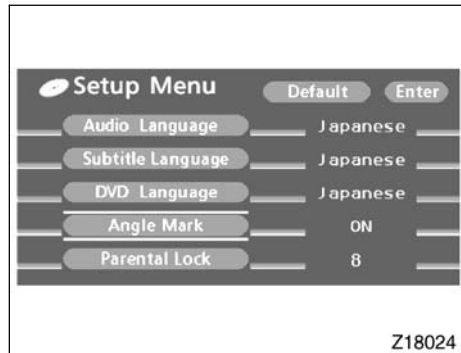 Setup Menu Default Enter
Audio Language Japanese
Subtitle Language Japanese
DVD Language Japanese
Angle Mark ON
Parental Lock 8
Z18024